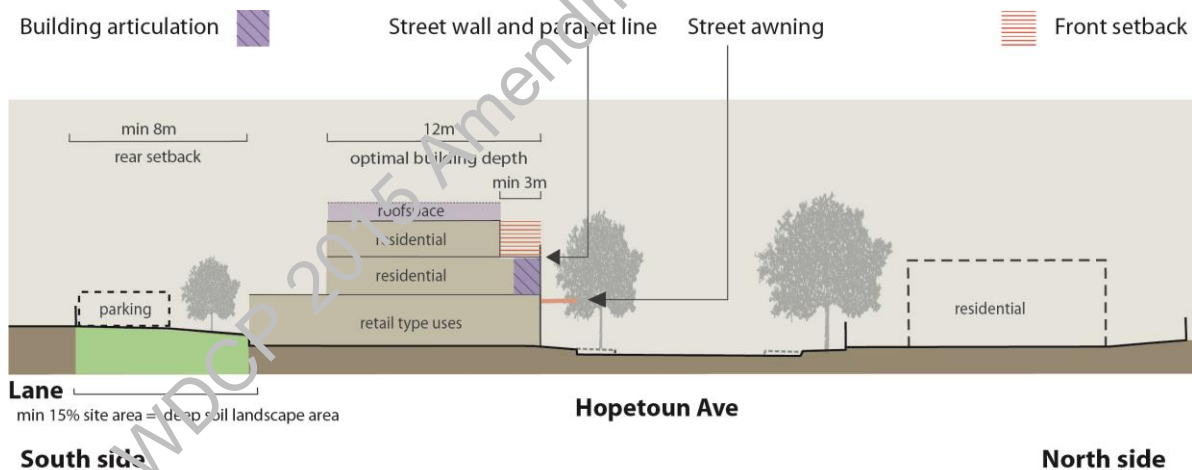 Building articulation
Street wall and parapet line
Street awning
Front setback
min 8m
rear setback
12m
optimal building depth
min 3m
roofspace
residential
residential
retail type uses
parking
residential
Lane
min 15% site area = deep soil landscape area
Hopetoun Ave
South side
North side
WDCP 2015 Amendm